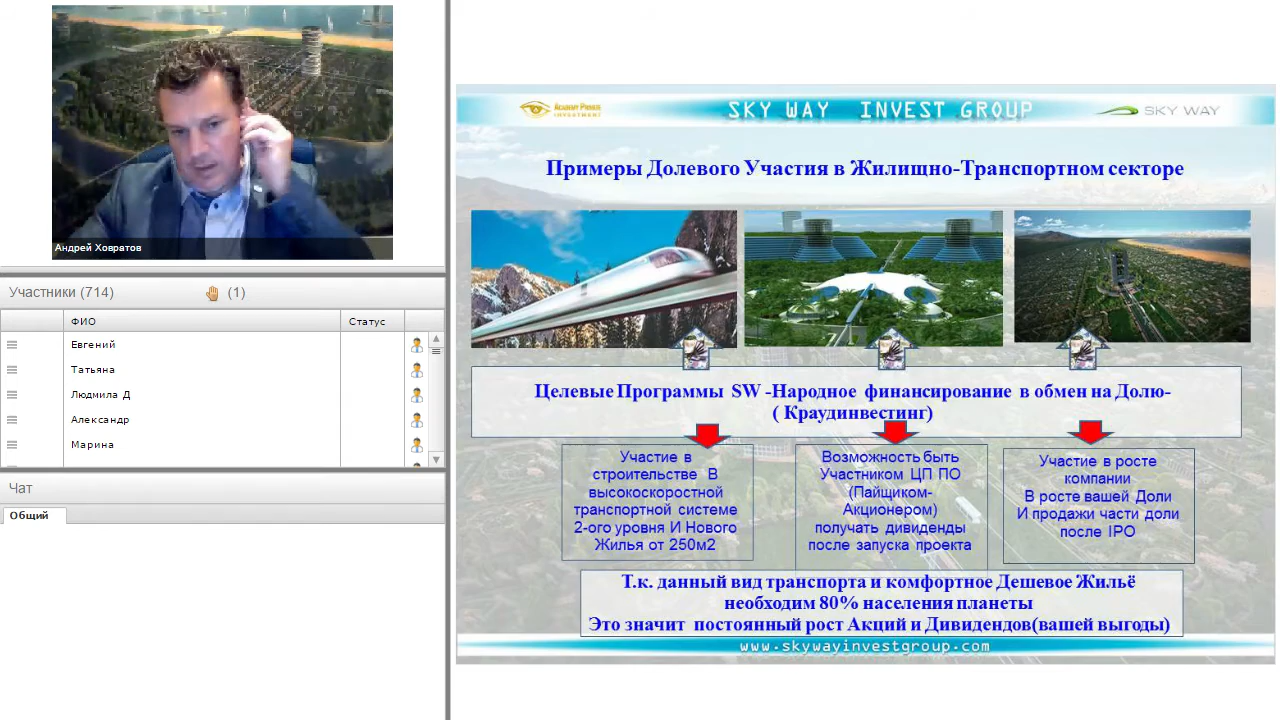 Андрей Ховратов
Участники (714)
(1)
ФИО
Статус
Евгений
Татьяна
Людмила Д
Александр
Марина
Чат
Общий
ACADEMY PRIVATE
INVESTMENT
SKY WAY INVEST GROUP
SKY WAY
Примеры Долевого Участия в Жилищно-Транспортном секторе
Целевые Программы SW -Народное финансирование в обмен на Долю-
( Краудинвестинг)
Участие в
строительстве В
высокоскоростной
транспортной системе
2-ого уровня И Нового
Жилья от 250м2
Возможность быть
Участником ЦП ПО
(Пайщиком-
Акционером)
получать дивиденды
после запуска проекта
Участие в росте
компании
В росте вашей Доли
И продажи части доли
после IPO
Т.к. данный вид транспорта и комфортное Дешевое Жильё
необходим 80% населения планеты
Это значит постоянный рост Акций и Дивидендов(вашей выгоды)
www.skywayinvestgroup.com